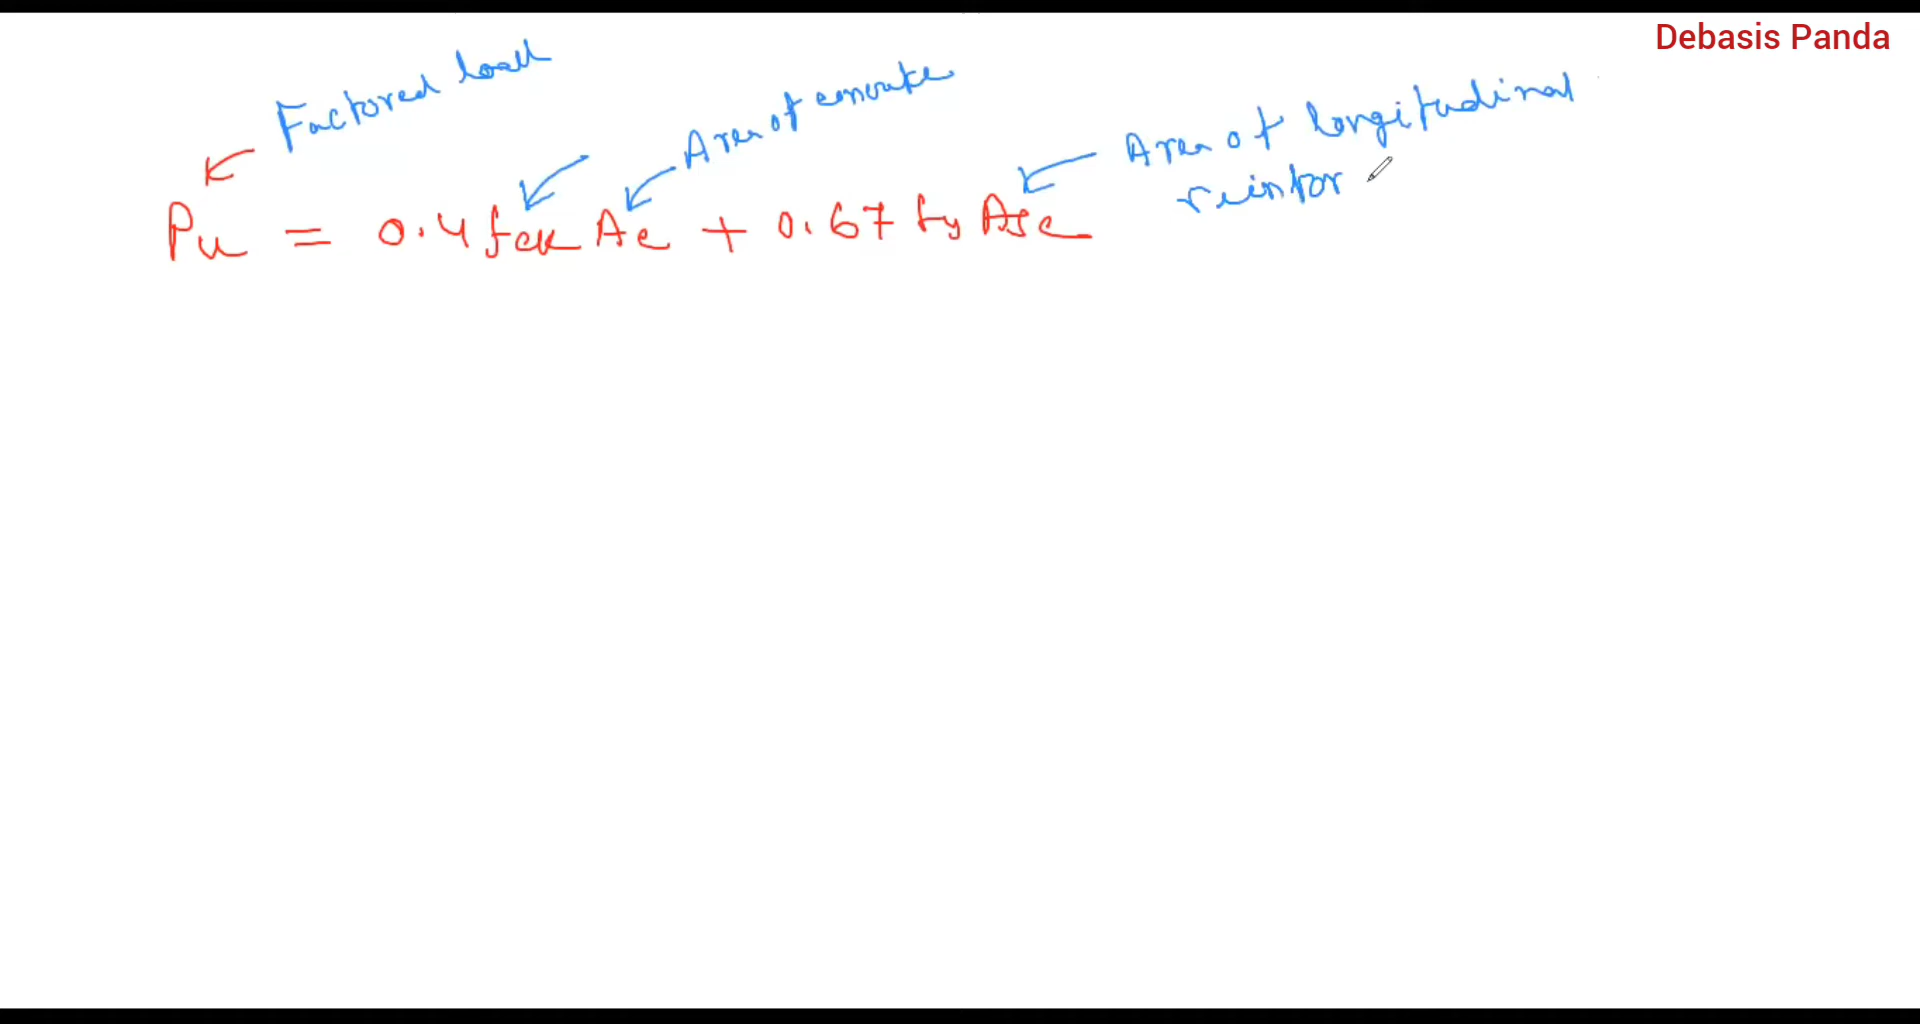 Debasis Panda
Factored load
Area of concrete
Area of longitudinal
reinfor
Pu = 0.4 fck Ac + 0.67 fy Asc